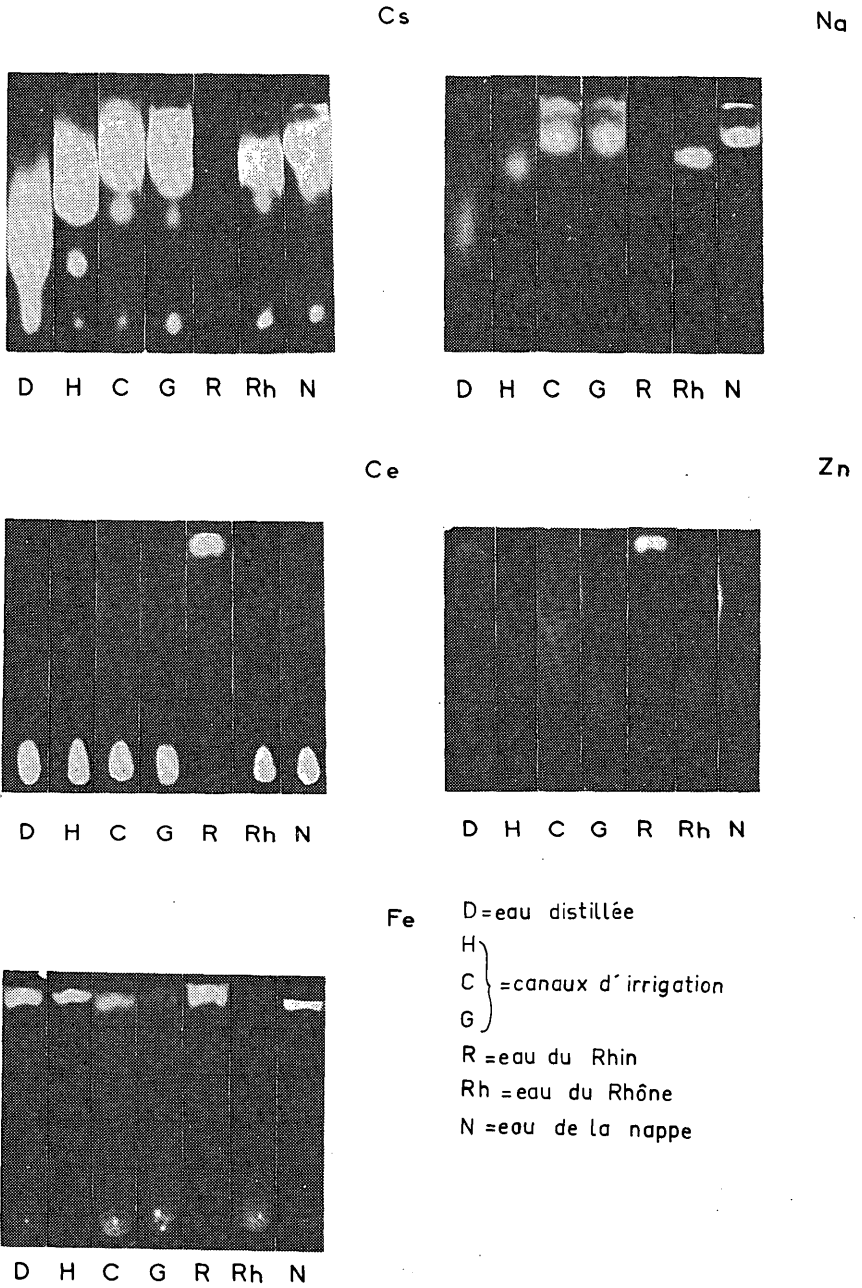 Cs
Na
D H C G R Rh N
D H C G R Rh N
Ce
Zn
D H C G R Rh N
D H C G R Rh N
Fe
D=eau distillée
H
C =canaux d'irrigation
G
R =eau du Rhin
Rh =eau du Rhône
N =eau de la nappe
D H C G R Rh N